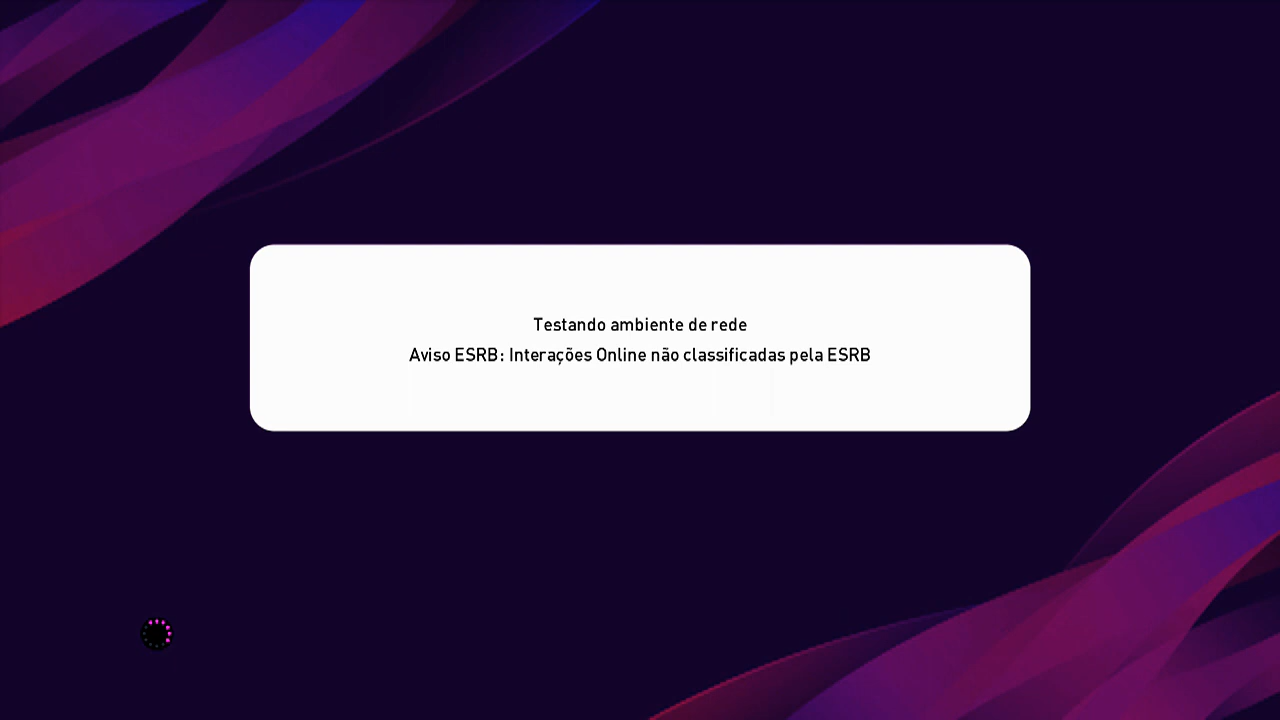 Testando ambiente de rede
Aviso ESRB: Interações Online não classificadas pela ESRB